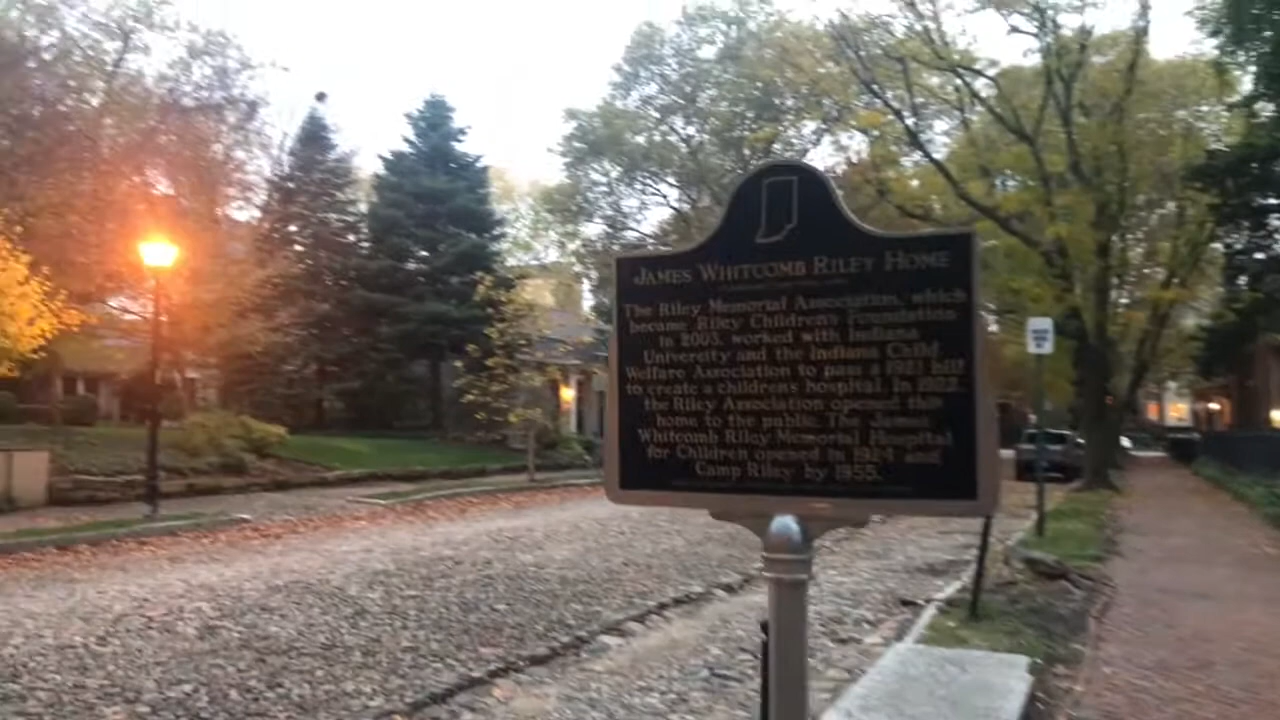 JAMES WHITCOMB RILEY HOME
The Riley Memorial Association, which
became Riley Children's Foundation
in 2003, worked with Indiana
University and the Indiana Child
Welfare Association to pass a 1921 bill
to create a children's hospital. In 1922,
the Riley Association opened this
home to the public. The James
Whitcomb Riley Memorial Hospital
for Children opened in 1924 and
Camp Riley by 1955.